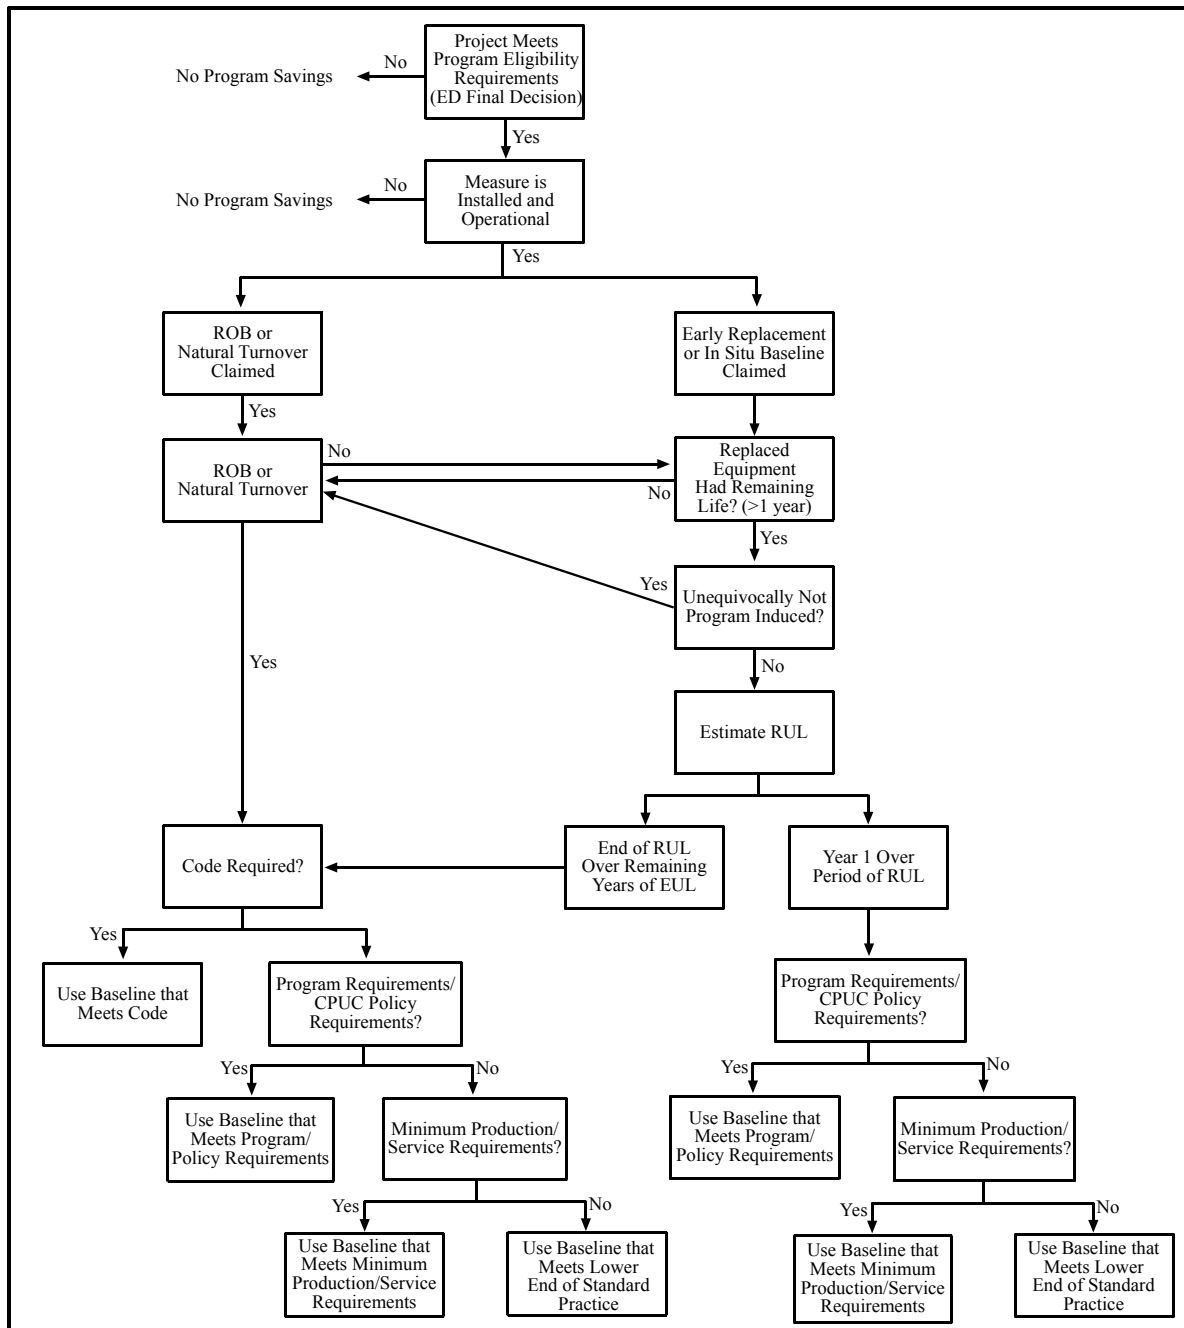 Project Meets
Program Eligibility
Requirements
(ED Final Decision)
No
No Program Savings
Yes
Measure is
Installed and
Operational
No
No Program Savings
Yes
ROB or
Natural Turnover
Claimed
Early Replacement
or In Situ Baseline
Claimed
Yes
ROB or
Natural Turnover
No
No
Replaced
Equipment
Had Remaining
Life? (>1 year)
Yes
Yes
Unequivocally Not
Program Induced?
Yes
No
Estimate RUL
Code Required?
End of RUL
Over Remaining
Years of EUL
Year 1 Over
Period of RUL
Yes
Use Baseline that
Meets Code
Program Requirements/
CPUC Policy
Requirements?
Program Requirements/
CPUC Policy
Requirements?
Yes
No
Yes
No
Use Baseline that
Meets Program/
Policy Requirements
Minimum Production/
Service Requirements?
Use Baseline that
Meets Program/
Policy Requirements
Minimum Production/
Service Requirements?
Yes
No
Yes
No
Use Baseline that
Meets Minimum
Production/Service
Requirements
Use Baseline that
Meets Lower
End of Standard
Practice
Use Baseline that
Meets Minimum
Production/Service
Requirements
Use Baseline that
Meets Lower
End of Standard
Practice